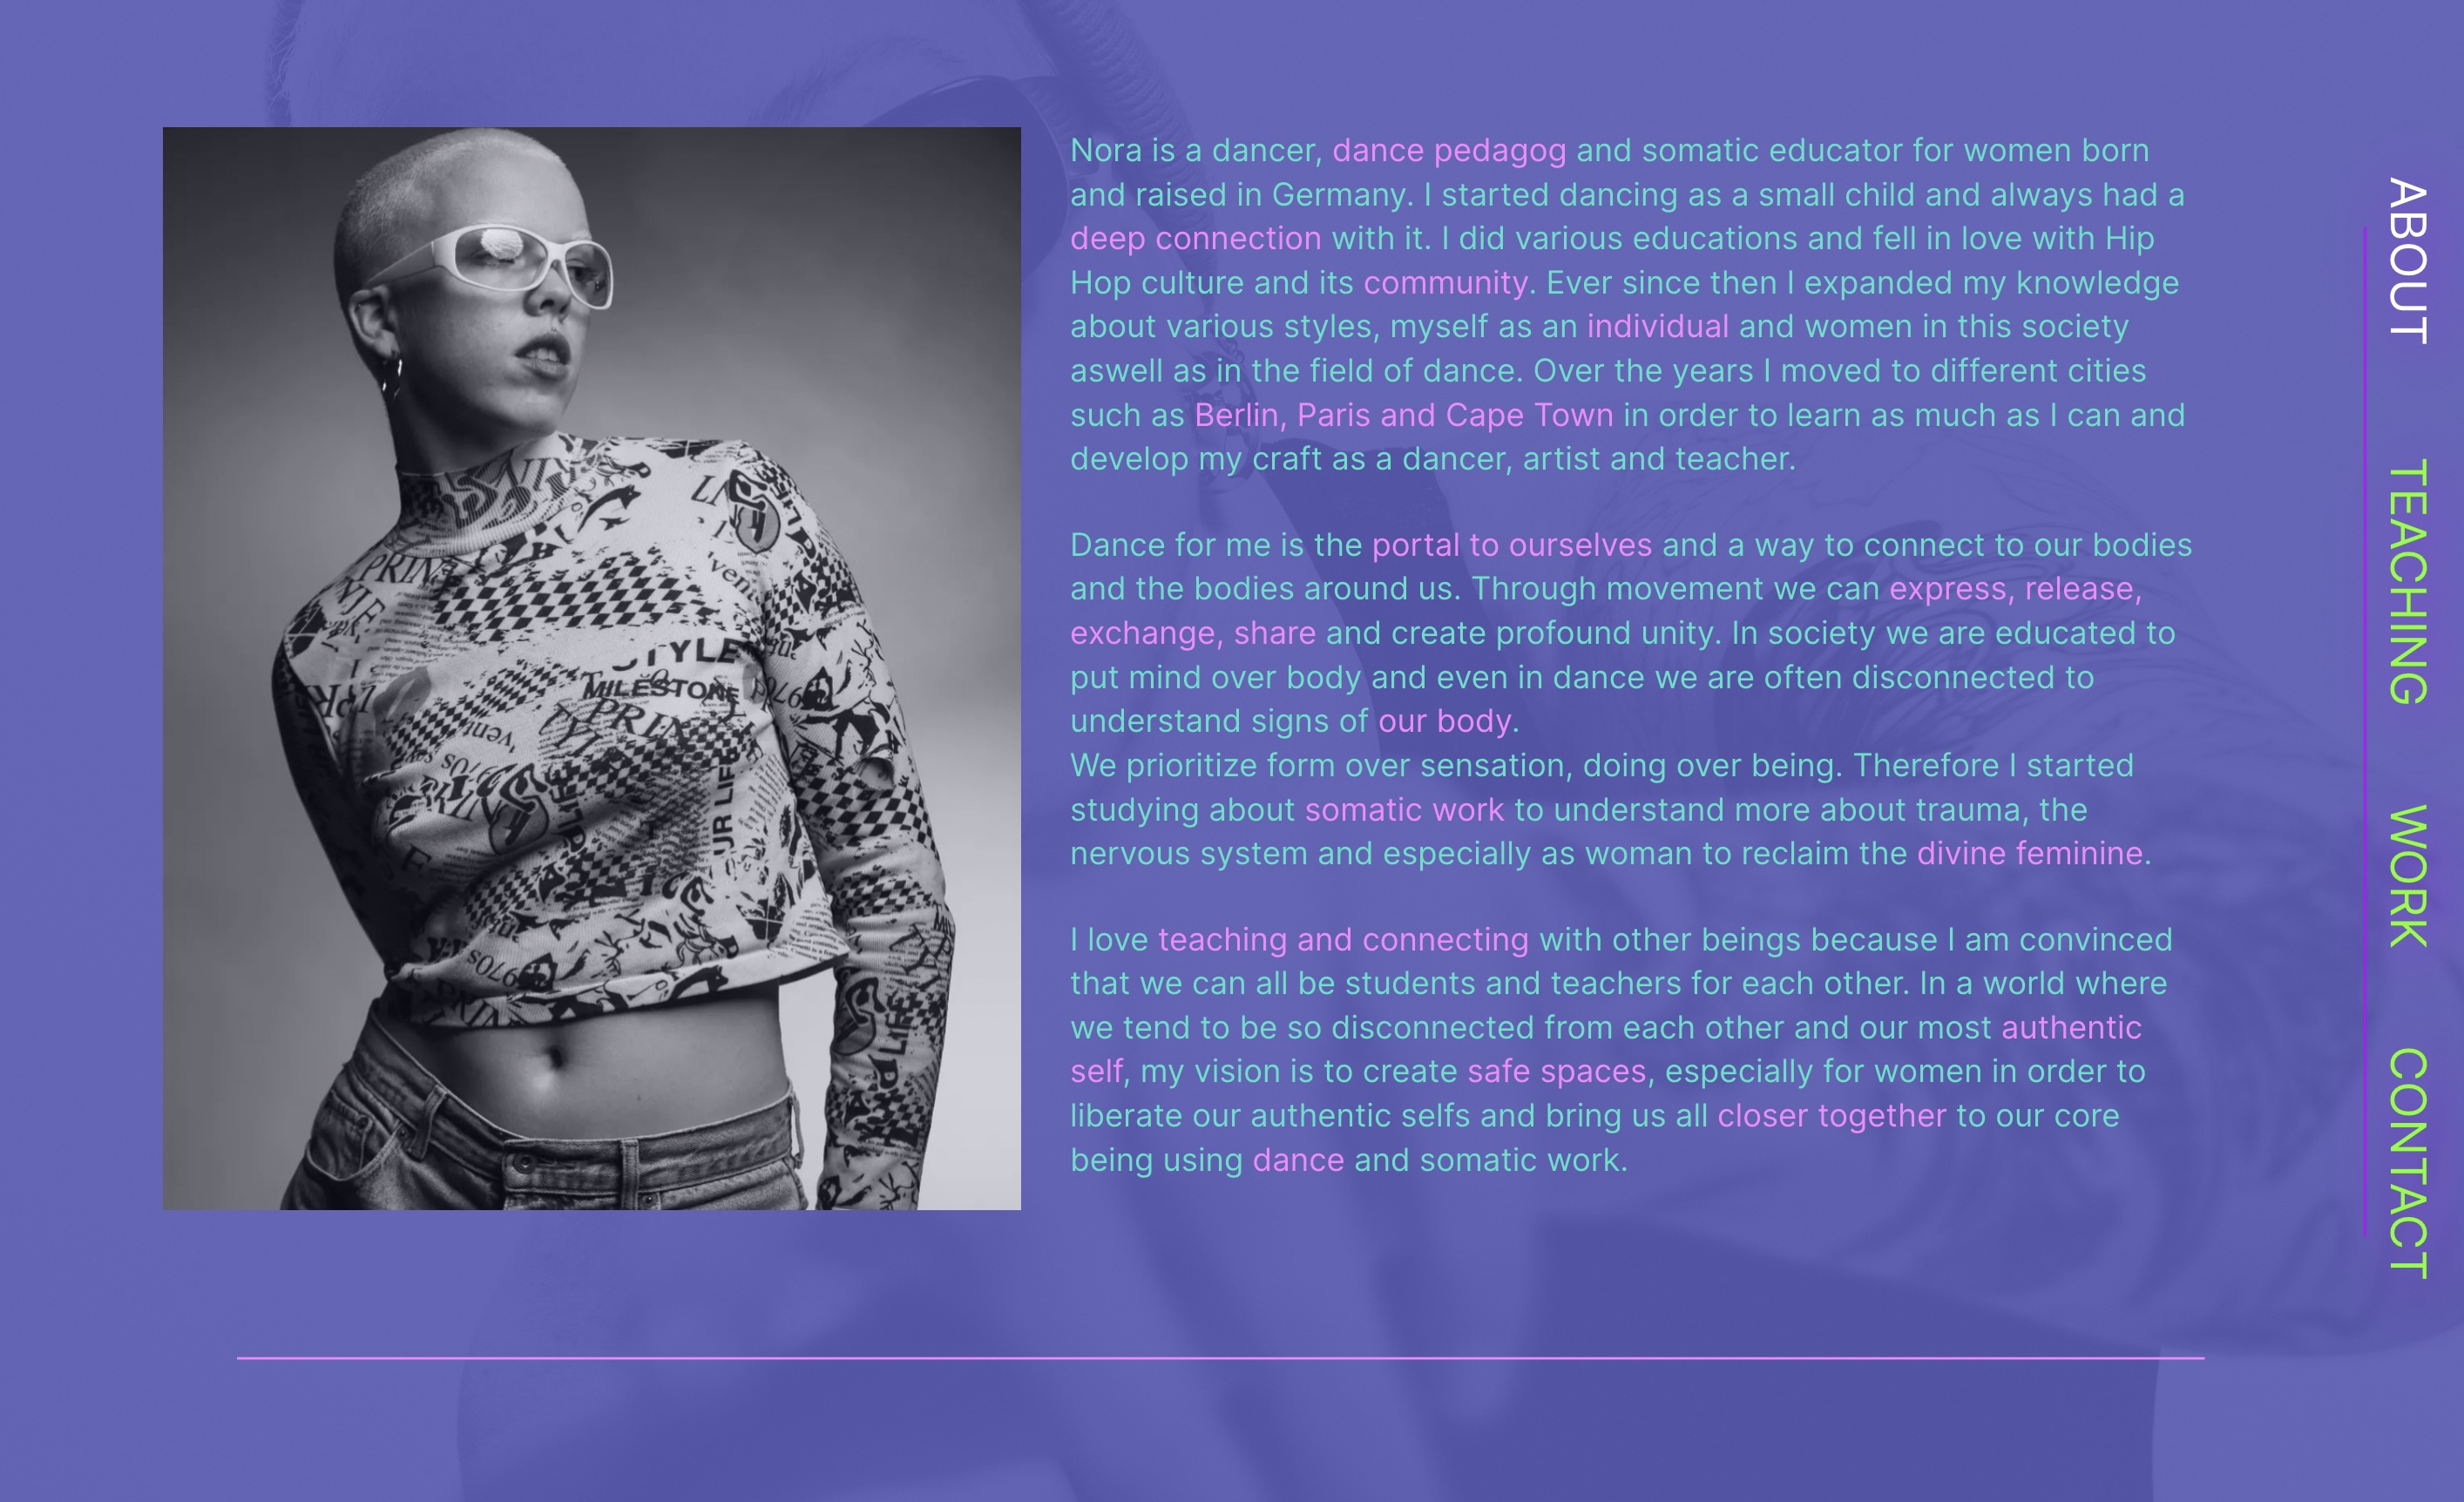 Nora is a dancer, dance pedagog and somatic educator for women born
and raised in Germany. I started dancing as a small child and always had a
deep connection with it. I did various educations and fell in love with Hip
Hop culture and its community. Ever since then I expanded my knowledge
about various styles, myself as an individual and women in this society
aswell as in the field of dance. Over the years I moved to different cities
such as Berlin, Paris and Cape Town in order to learn as much as I can and
develop my craft as a dancer, artist and teacher.
Dance for me is the portal to ourselves and a way to connect to our bodies
and the bodies around us. Through movement we can express, release,
exchange, share and create profound unity. In society we are educated to
put mind over body and even in dance we are often disconnected to
understand signs of our body.
We prioritize form over sensation, doing over being. Therefore I started
studying about somatic work to understand more about trauma, the
nervous system and especially as woman to reclaim the divine feminine.
I love teaching and connecting with other beings because I am convinced
that we can all be students and teachers for each other. In a world where
we tend to be so disconnected from each other and our most authentic
self, my vision is to create safe spaces, especially for women in order to
liberate our authentic selfs and bring us all closer together to our core
being using dance and somatic work.
ABOUT
TEACHING
WORK
CONTACT
STYLE
MILESTONE
PRIN